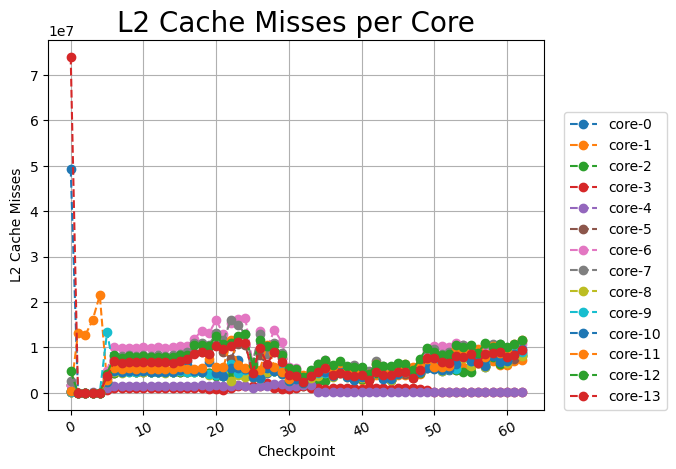 L2 Cache Misses per Core
1e7
7
6
5
4
3
2
1
0
L2 Cache Misses
0
10
20
30
40
50
60
Checkpoint
core-0
core-1
core-2
core-3
core-4
core-5
core-6
core-7
core-8
core-9
core-10
core-11
core-12
core-13